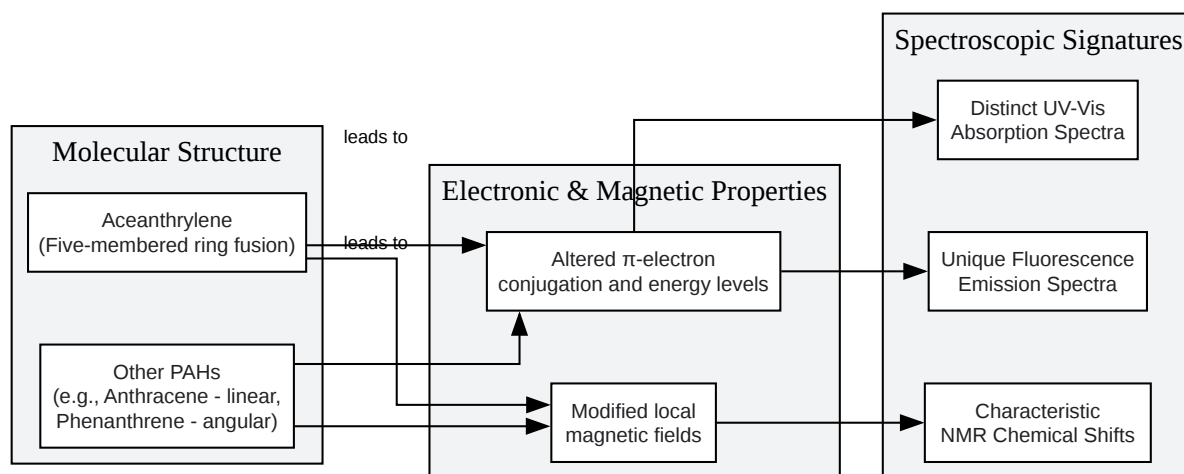 Molecular Structure
Aceanthrylene
(Five-membered ring fusion)
Other PAHs
(e.g., Anthracene - linear,
Phenanthrene - angular)
leads to
leads to
Electronic & Magnetic Properties
Altered π-electron
conjugation and energy levels
Modified local
magnetic fields
Spectroscopic Signatures
Distinct UV-Vis
Absorption Spectra
Unique Fluorescence
Emission Spectra
Characteristic
NMR Chemical Shifts